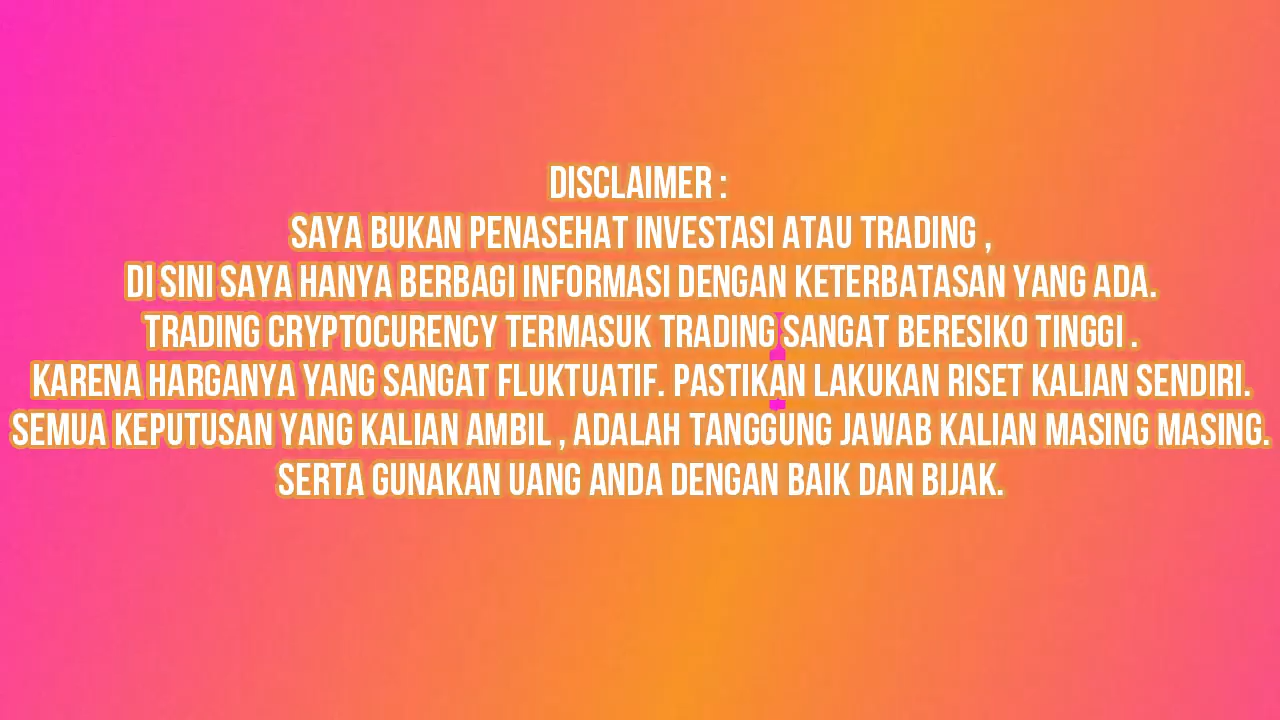 DISCLAIMER :
SAYA BUKAN PENASEHAT INVESTASI ATAU TRADING ,
DI SINI SAYA HANYA BERBAGI INFORMASI DENGAN KETERBATASAN YANG ADA.
TRADING CRYPTOCURENCY TERMASUK TRADING SANGAT BERESIKO TINGGI .
KARENA HARGANYA YANG SANGAT FLUKTUATIF. PASTIKAN LAKUKAN RISET KALIAN SENDIRI.
SEMUA KEPUTUSAN YANG KALIAN AMBIL , ADALAH TANGGUNG JAWAB KALIAN MASING MASING.
SERTA GUNAKAN UANG ANDA DENGAN BAIK DAN BIJAK.